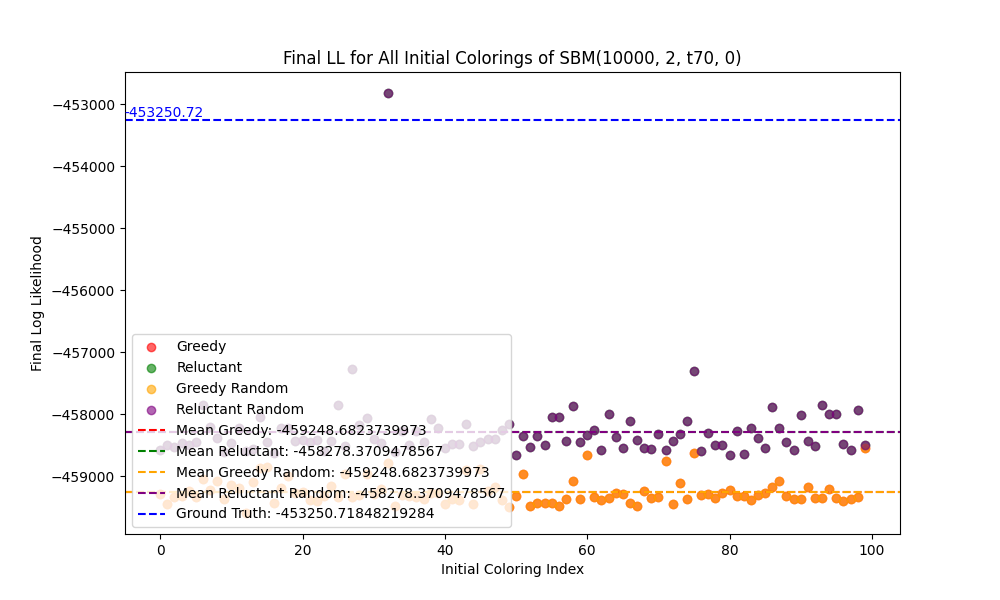 Final LL for All Initial Colorings of SBM(10000, 2, t70, 0)
Final Log Likelihood
−453000
−454000
−455000
−456000
−457000
−458000
−459000
-453250.72
Greedy
Reluctant
Greedy Random
Reluctant Random
Mean Greedy: -459248.6823739973
Mean Reluctant: -458278.3709478567
Mean Greedy Random: -459248.6823739973
Mean Reluctant Random: -458278.3709478567
Ground Truth: -453250.71848219284
0
20
40
60
80
100
Initial Coloring Index